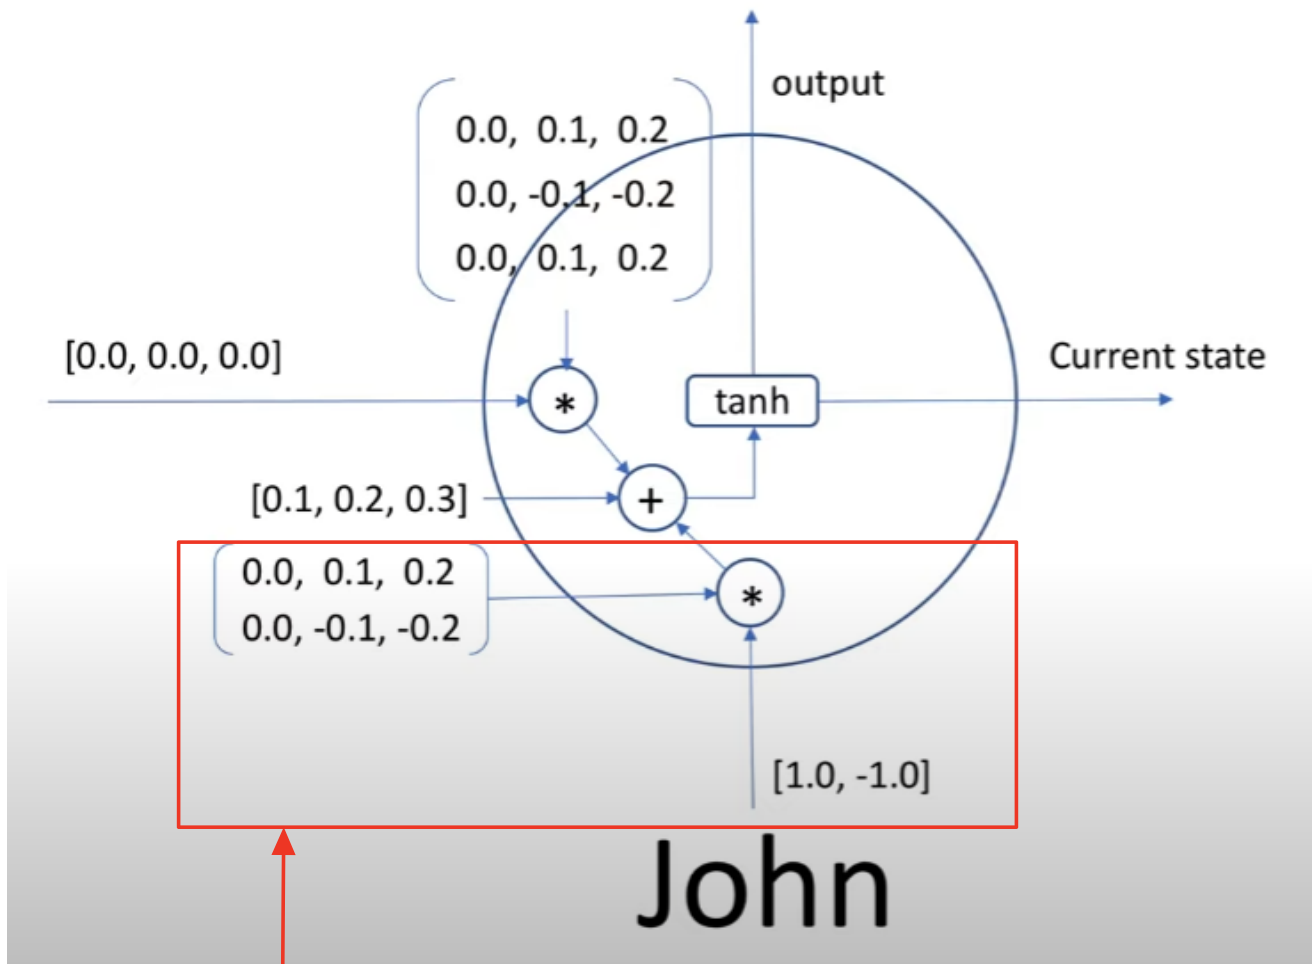 output
0.0, 0.1, 0.2
0.0, -0.1, -0.2
0.0, 0.1, 0.2
[0.0, 0.0, 0.0]
Current state
*
tanh
[0.1, 0.2, 0.3]
+
0.0, 0.1, 0.2
0.0, -0.1, -0.2
*
[1.0, -1.0]
John